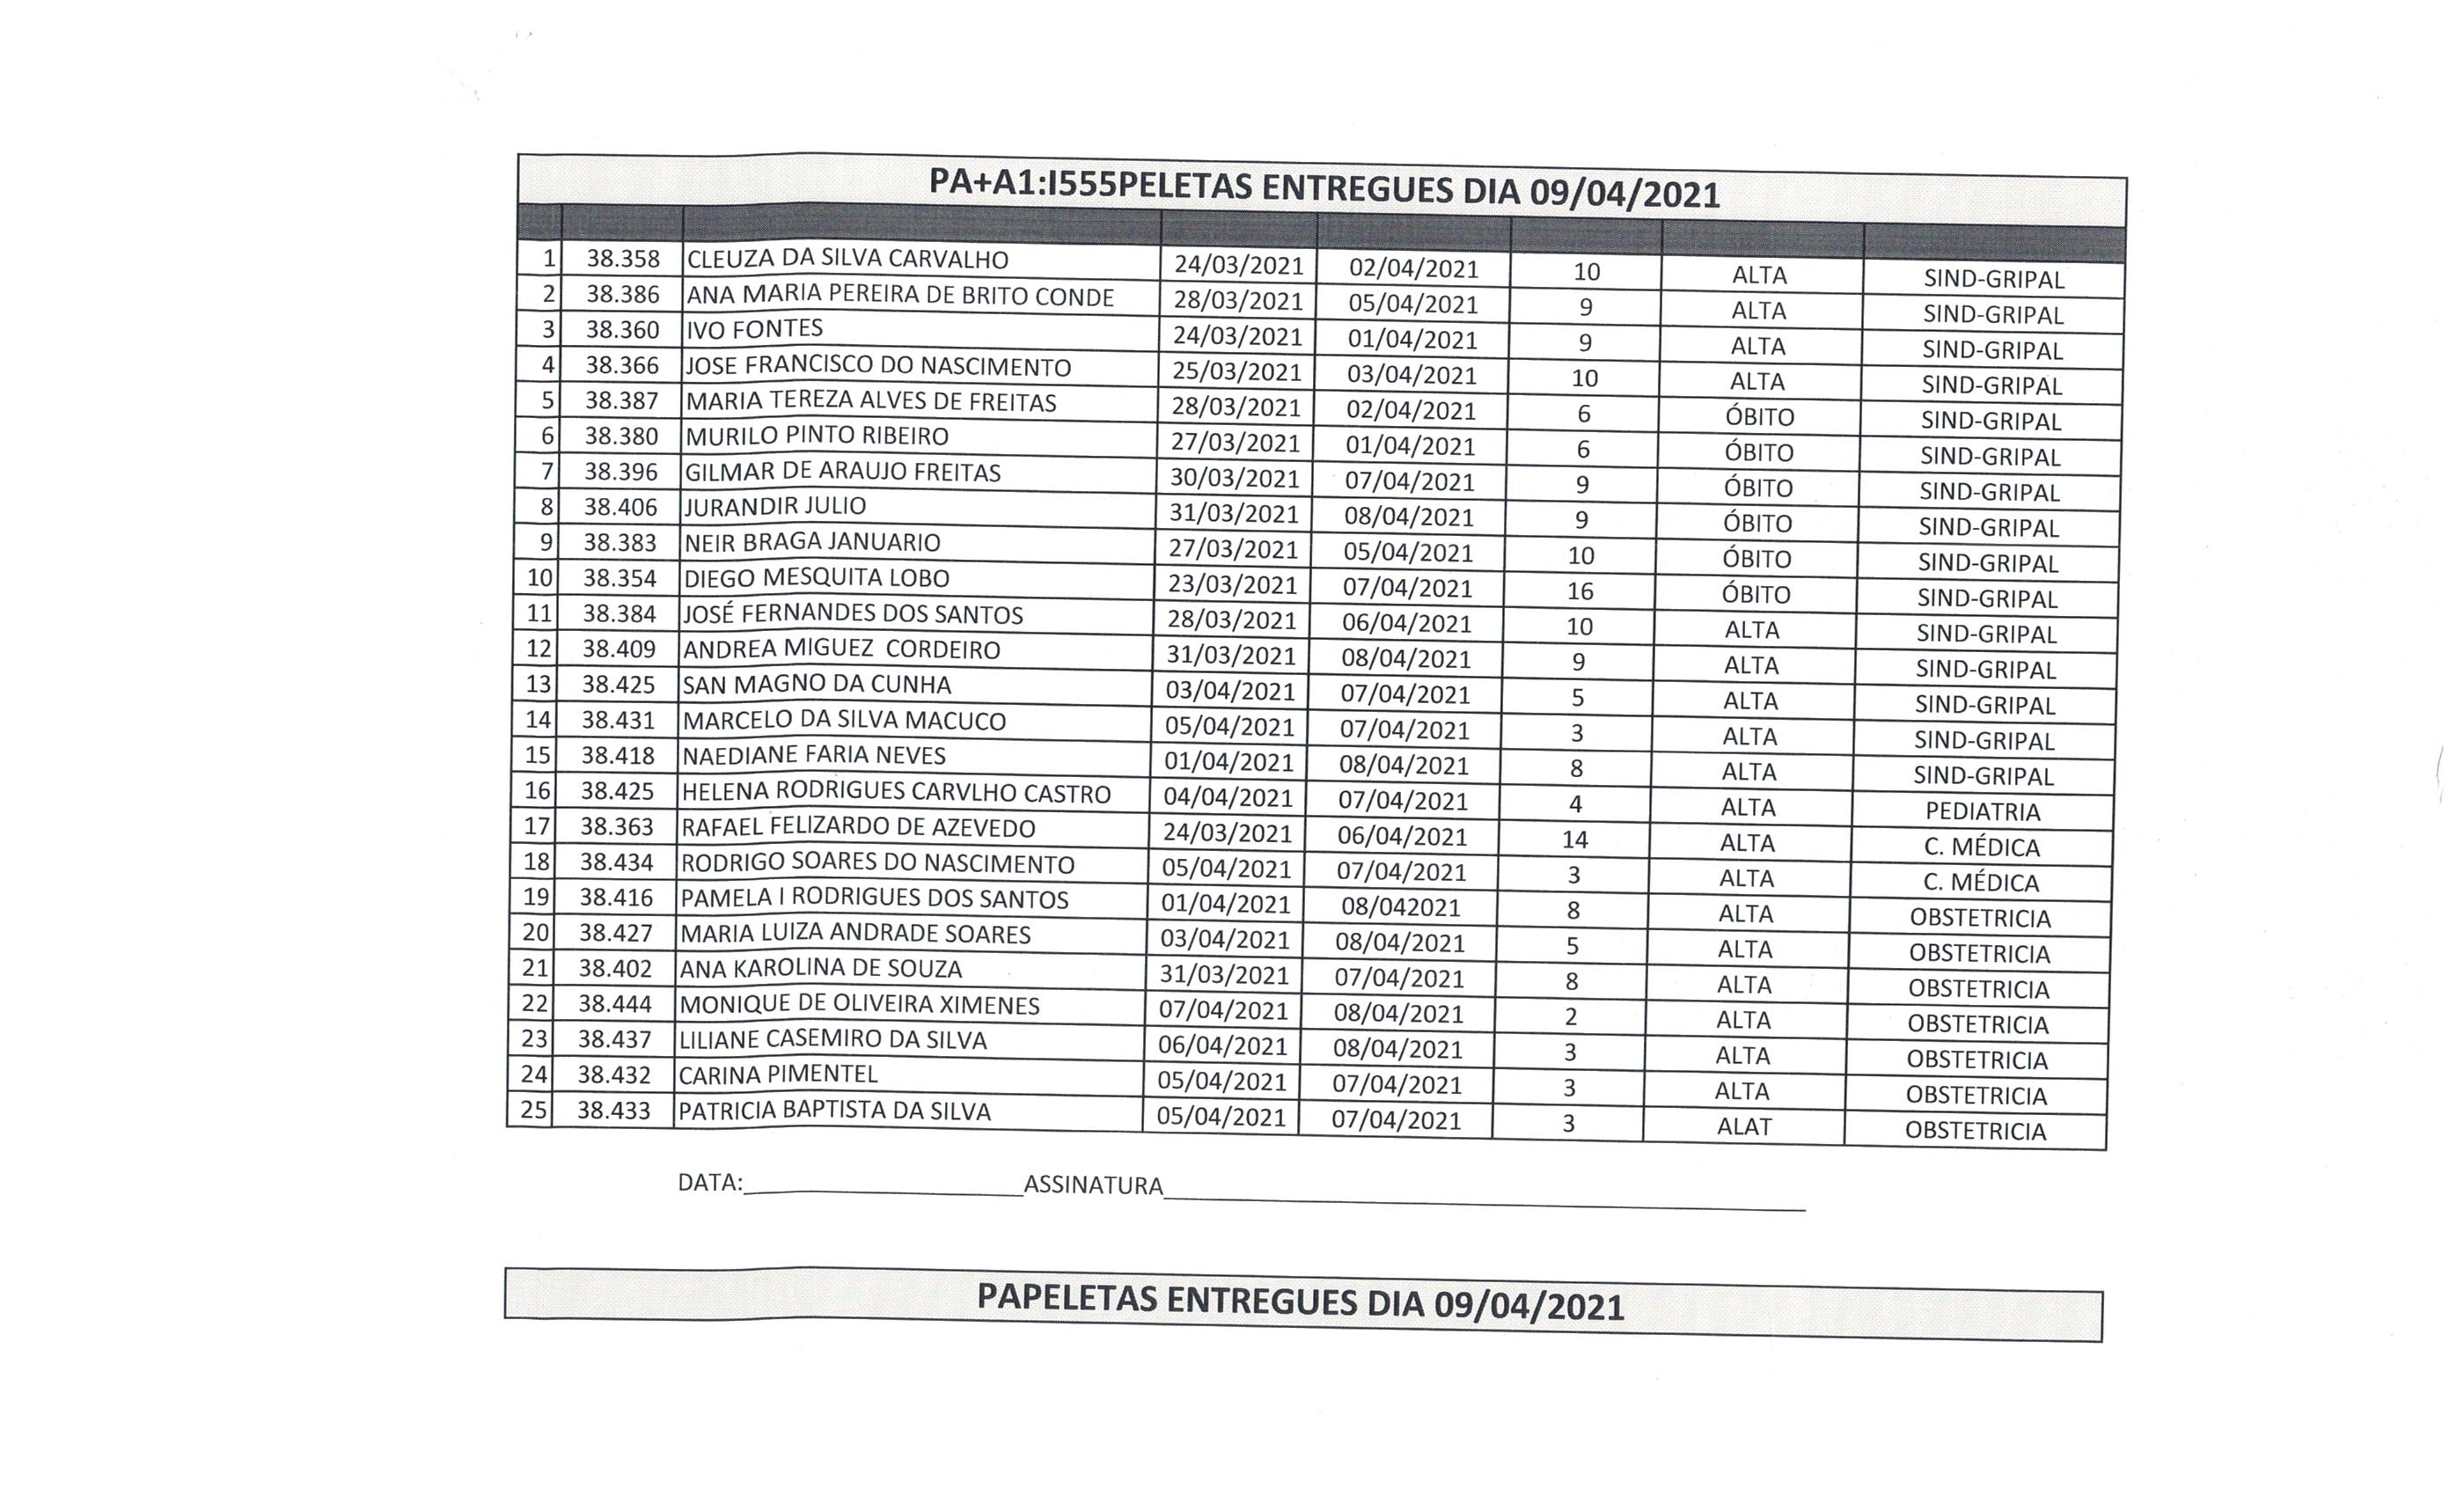 PA+A1:I555PELETAS ENTREGUES DIA 09/04/2021
1 38.358 CLEUZA DA SILVA CARVALHO 24/03/2021 02/04/2021 10 ALTA SIND-GRIPAL
2 38.386 ANA MARIA PEREIRA DE BRITO CONDE 28/03/2021 05/04/2021 9 ALTA SIND-GRIPAL
3 38.360 IVO FONTES 24/03/2021 01/04/2021 9 ALTA SIND-GRIPAL
4 38.366 JOSE FRANCISCO DO NASCIMENTO 25/03/2021 03/04/2021 10 ALTA SIND-GRIPAL
5 38.387 MARIA TEREZA ALVES DE FREITAS 28/03/2021 02/04/2021 6 ÓBITO SIND-GRIPAL
6 38.380 MURILO PINTO RIBEIRO 27/03/2021 01/04/2021 6 ÓBITO SIND-GRIPAL
7 38.396 GILMAR DE ARAUJO FREITAS 30/03/2021 07/04/2021 9 ÓBITO SIND-GRIPAL
8 38.406 JURANDIR JULIO 31/03/2021 08/04/2021 9 ÓBITO SIND-GRIPAL
9 38.383 NEIR BRAGA JANUARIO 27/03/2021 05/04/2021 10 ÓBITO SIND-GRIPAL
10 38.354 DIEGO MESQUITA LOBO 23/03/2021 07/04/2021 16 ÓBITO SIND-GRIPAL
11 38.384 JOSÉ FERNANDES DOS SANTOS 28/03/2021 06/04/2021 10 ALTA SIND-GRIPAL
12 38.409 ANDREA MIGUEZ CORDEIRO 31/03/2021 08/04/2021 9 ALTA SIND-GRIPAL
13 38.425 SAN MAGNO DA CUNHA 03/04/2021 07/04/2021 5 ALTA SIND-GRIPAL
14 38.431 MARCELO DA SILVA MACUCO 05/04/2021 07/04/2021 3 ALTA SIND-GRIPAL
15 38.418 NAEDIANE FARIA NEVES 01/04/2021 08/04/2021 8 ALTA SIND-GRIPAL
16 38.425 HELENA RODRIGUES CARVLHO CASTRO 04/04/2021 07/04/2021 4 ALTA PEDIATRIA
17 38.363 RAFAEL FELIZARDO DE AZEVEDO 24/03/2021 06/04/2021 14 ALTA C. MÉDICA
18 38.434 RODRIGO SOARES DO NASCIMENTO 05/04/2021 07/04/2021 3 ALTA C. MÉDICA
19 38.416 PAMELA I RODRIGUES DOS SANTOS 01/04/2021 08/042021 8 ALTA OBSTETRICIA
20 38.427 MARIA LUIZA ANDRADE SOARES 03/04/2021 08/04/2021 5 ALTA OBSTETRICIA
21 38.402 ANA KAROLINA DE SOUZA 31/03/2021 07/04/2021 8 ALTA OBSTETRICIA
22 38.444 MONIQUE DE OLIVEIRA XIMENES 07/04/2021 08/04/2021 2 ALTA OBSTETRICIA
23 38.437 LILIANE CASEMIRO DA SILVA 06/04/2021 08/04/2021 3 ALTA OBSTETRICIA
24 38.432 CARINA PIMENTEL 05/04/2021 07/04/2021 3 ALTA OBSTETRICIA
25 38.433 PATRICIA BAPTISTA DA SILVA 05/04/2021 07/04/2021 3 ALAT OBSTETRICIA
DATA:____________________ASSINATURA______________________________________________
PAPELETAS ENTREGUES DIA 09/04/2021